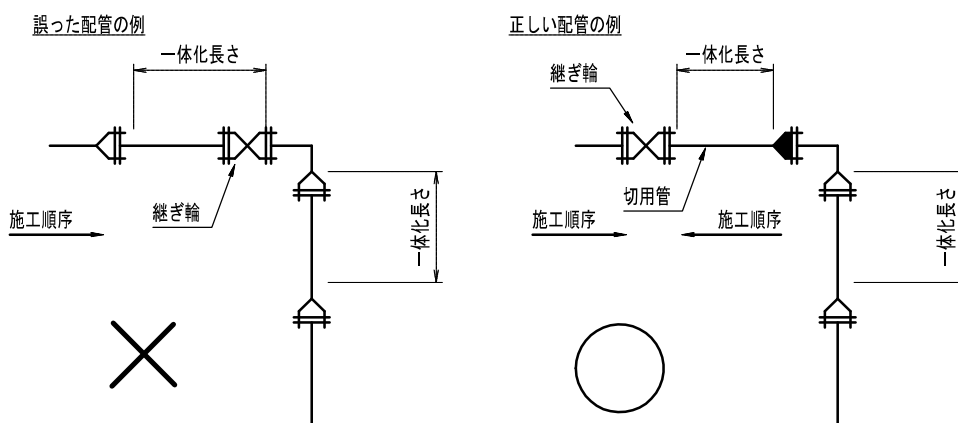 誤った配管の例
一体化長さ
継ぎ輪
施工順序
一体化長さ
正しい配管の例
一体化長さ
継ぎ輪
切用管
施工順序
施工順序
一体化長さ